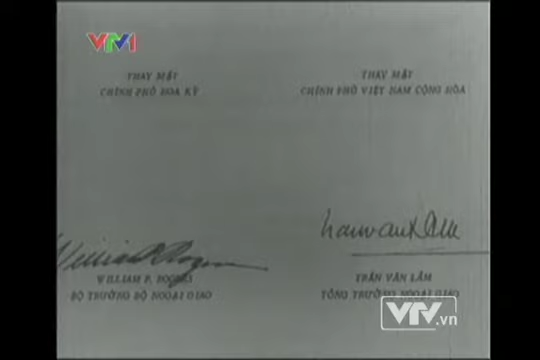 VTV1
THAY MẶT
CHÍNH PHỦ HOA KỲ
THAY MẶT
CHÍNH PHỦ VIỆT NAM CỘNG HÒA
WILLIAM P. ROGERS
BỘ TRƯỞNG BỘ NGOẠI GIAO
TRẦN VĂN LẮM
TỔNG TRƯỞNG NGOẠI GIAO
VTV.vn